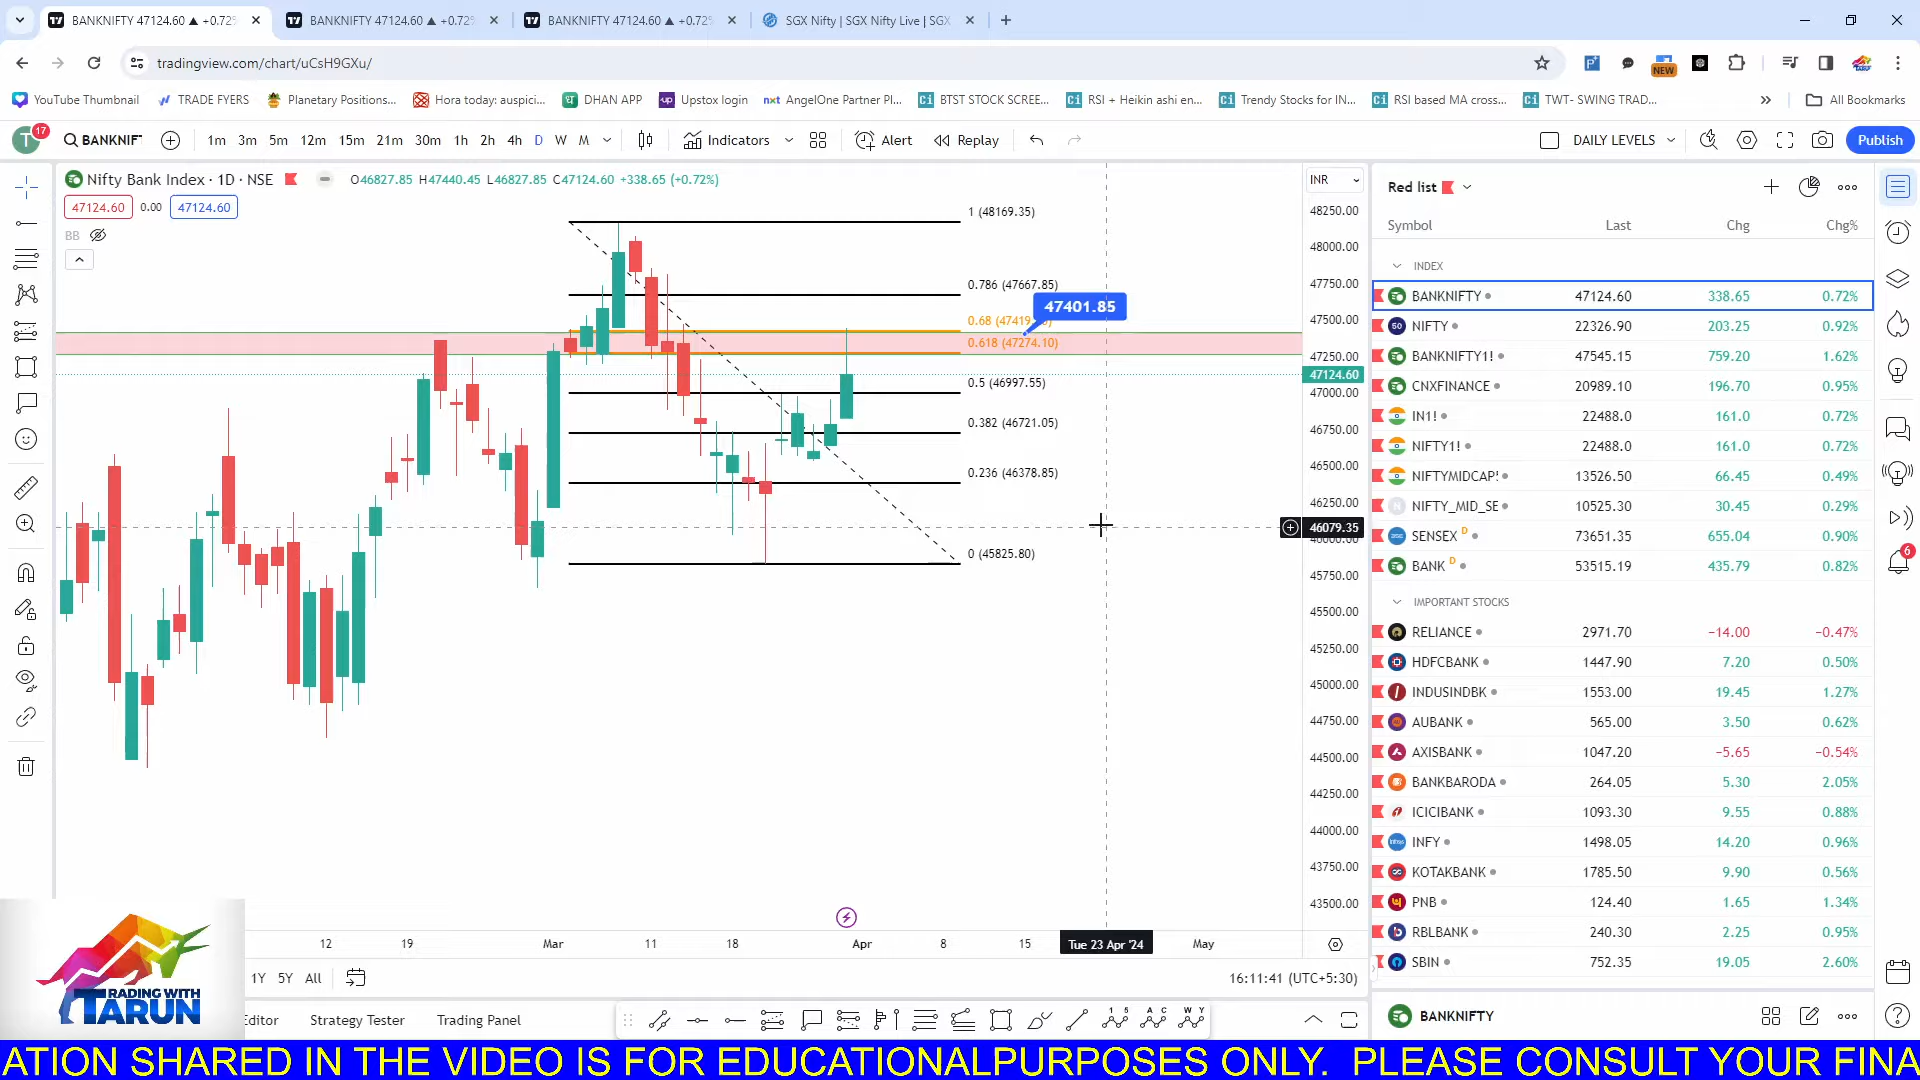 BANKNIFTY 47124.60 ▲ +0.72%
BANKNIFTY 47124.60 ▲ +0.72%
BANKNIFTY 47124.60 ▲ +0.72%
SGX Nifty | SGX Nifty Live | SGX
tradingview.com/chart/uCsH9GXu/
NEW
YouTube Thumbnail
TRADE FYERS
Planetary Positions...
Hora today: auspici...
DHAN APP
Upstox login
nxt AngelOne Partner Pl...
Ci BTST STOCK SCREE...
Ci RSI + Heikin ashi en...
Ci Trendy Stocks for IN...
Ci RSI based MA cross...
Ci TWT- SWING TRAD...
All Bookmarks
T 17
BANKNIF
1m 3m 5m 12m 15m 21m 30m 1h 2h 4h D W M
Indicators
Alert
Replay
DAILY LEVELS
Publish
Nifty Bank Index · 1D · NSE
O46827.85 H47440.45 L46827.85 C47124.60 +338.65 (+0.72%)
47124.60 0.00 47124.60
BB
1 (48169.35)
0.786 (47667.85)
47401.85
0.68 (47419.
0.618 (47274.10)
0.5 (46997.55)
0.382 (46721.05)
0.236 (46378.85)
0 (45825.80)
INR
48250.00
48000.00
47750.00
47500.00
47250.00
47124.60
47000.00
46750.00
46500.00
46250.00
46079.35
46000.00
45750.00
45500.00
45250.00
45000.00
44750.00
44500.00
44250.00
44000.00
43750.00
43500.00
12 19 Mar 11 18 Apr 8 15 Tue 23 Apr '24 May
1Y 5Y All
16:11:41 (UTC+5:30)
Editor
Strategy Tester
Trading Panel
RADING WITH
TARUN
Red list
Symbol Last Chg Chg%
INDEX
BANKNIFTY 47124.60 338.65 0.72%
50 NIFTY 22326.90 203.25 0.92%
BANKNIFTY1! 47545.15 759.20 1.62%
CNXFINANCE 20989.10 196.70 0.95%
IN1! 22488.0 161.0 0.72%
NIFTY1! 22488.0 161.0 0.72%
NIFTYMIDCAP! 13526.50 66.45 0.49%
N NIFTY_MID_SE 10525.30 30.45 0.29%
SENSEX D 73651.35 655.04 0.90%
BANK D 53515.19 435.79 0.82%
IMPORTANT STOCKS
RELIANCE 2971.70 −14.00 −0.47%
HDFCBANK 1447.90 7.20 0.50%
INDUSINDBK 1553.00 19.45 1.27%
AUBANK 565.00 3.50 0.62%
AXISBANK 1047.20 −5.65 −0.54%
BANKBARODA 264.05 5.30 2.05%
ICICIBANK 1093.30 9.55 0.88%
INFY 1498.05 14.20 0.96%
KOTAKBANK 1785.50 9.90 0.56%
PNB 124.40 1.65 1.34%
RBLBANK 240.30 2.25 0.95%
SBIN 752.35 19.05 2.60%
BANKNIFTY
6
ATION SHARED IN THE VIDEO IS FOR EDUCATIONALPURPOSES ONLY. PLEASE CONSULT YOUR FINA